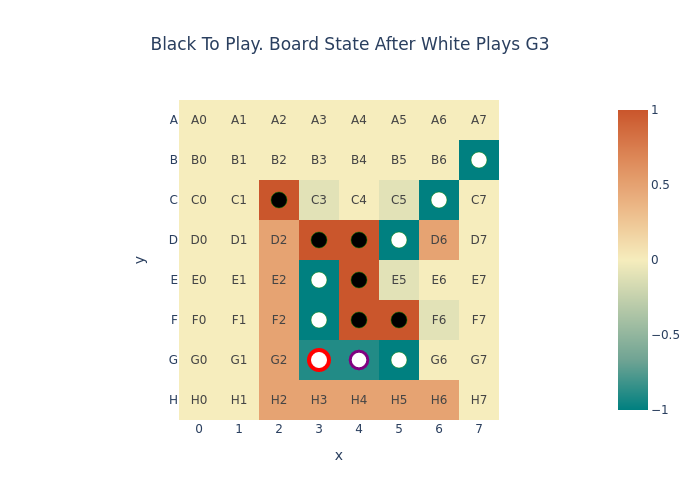 Black To Play. Board State After White Plays G3
A A0 A1 A2 A3 A4 A5 A6 A7
B B0 B1 B2 B3 B4 B5 B6
C C0 C1 C3 C4 C5 C7
D D0 D1 D2 D6 D7
E E0 E1 E2 E5 E6 E7
F F0 F1 F2 F6 F7
G G0 G1 G2 G6 G7
H H0 H1 H2 H3 H4 H5 H6 H7
0 1 2 3 4 5 6 7
x
y
1
0.5
0
−0.5
−1